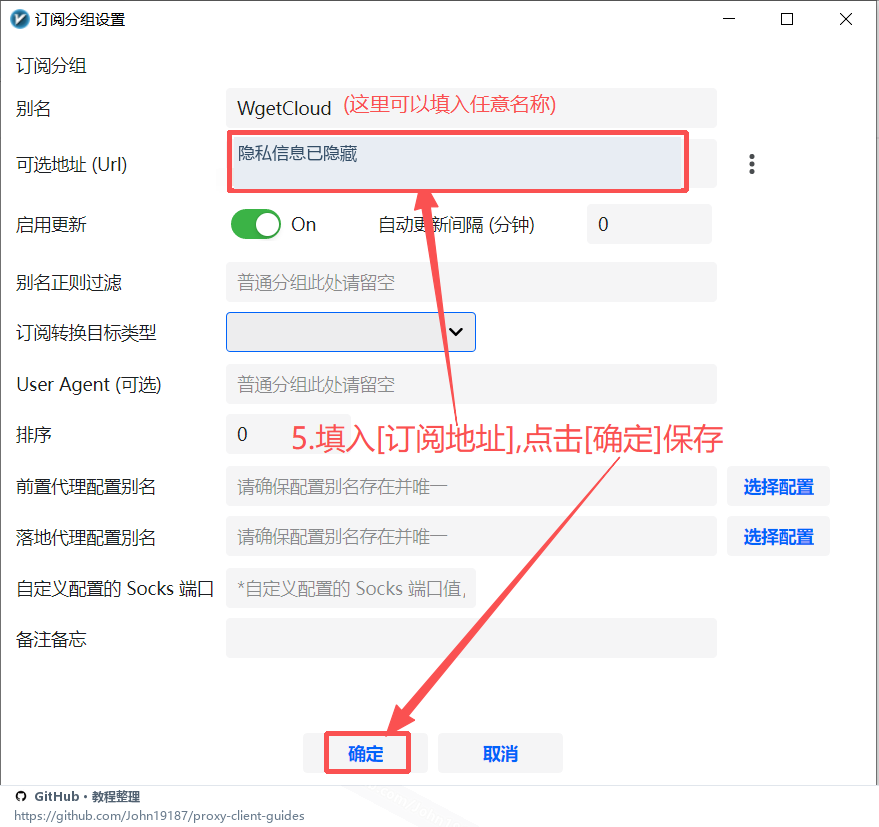 订阅分组设置
订阅分组
别名 WgetCloud (这里可以填入任意名称)
可选地址 (Url) 隐私信息已隐藏
启用更新 On 自动更新间隔 (分钟) 0
别名正则过滤 普通分组此处请留空
订阅转换目标类型
User Agent (可选) 普通分组此处请留空
排序 0 5.填入[订阅地址],点击[确定]保存
前置代理配置别名 请确保配置别名存在并唯一 选择配置
落地代理配置别名 请确保配置别名存在并唯一 选择配置
自定义配置的 Socks 端口 *自定义配置的 Socks 端口值,
备注备忘
确定 取消
GitHub · 教程整理
https://github.com/John19187/proxy-client-guides